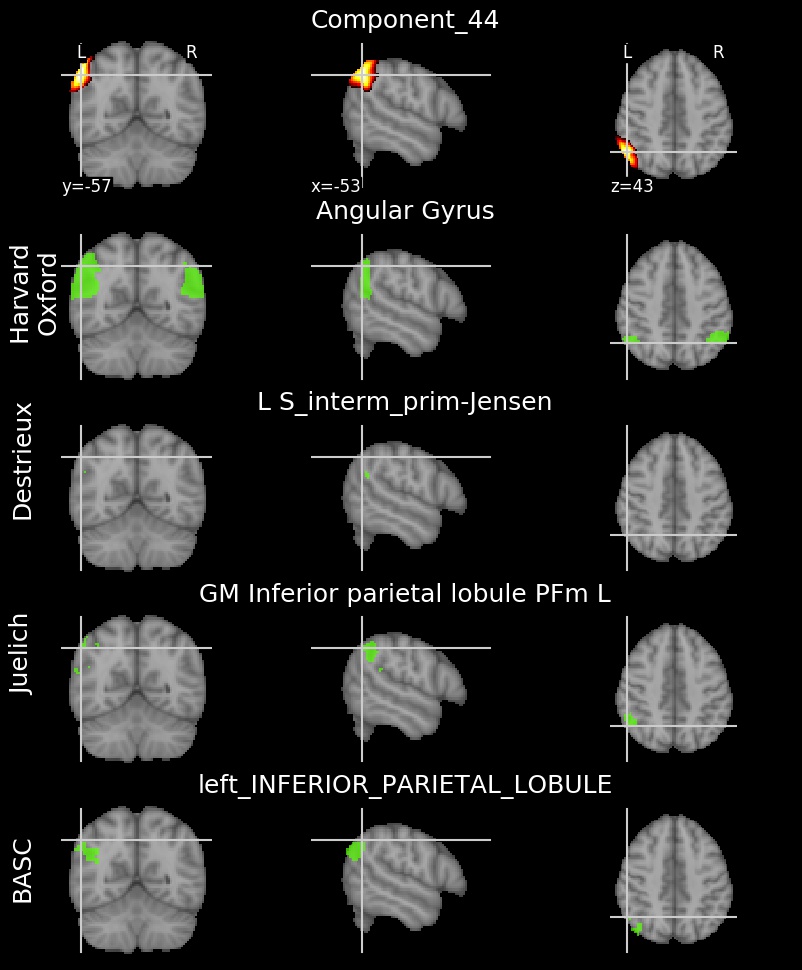 Component_44
L
R
L
R
y=-57
x=-53
z=43
Angular Gyrus
Harvard
Oxford
L S_interm_prim-Jensen
Destrieux
GM Inferior parietal lobule PFm L
Juelich
left_INFERIOR_PARIETAL_LOBULE
BASC